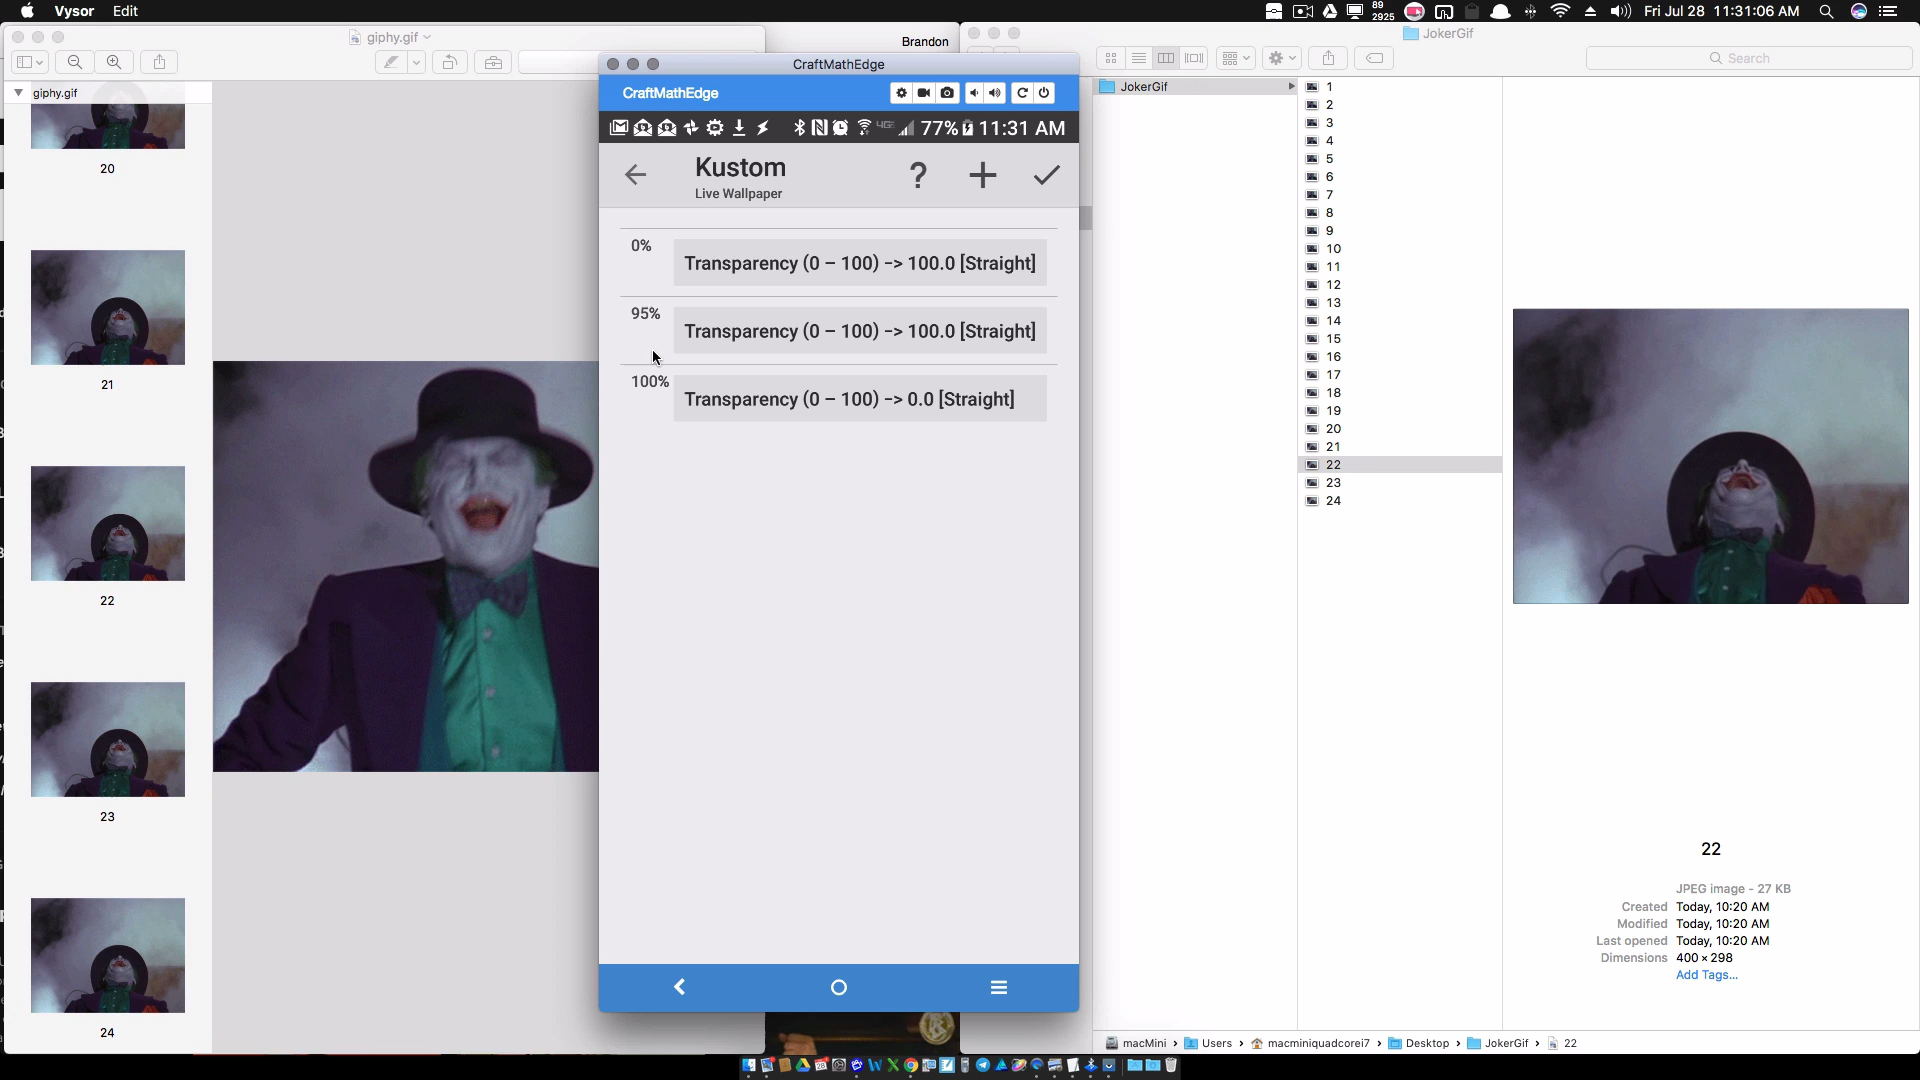 Vysor Edit
89
2925
Fri Jul 28 11:31:06 AM
giphy.gif
giphy.gif
20
21
22
23
24
Brandon
CraftMathEdge
CraftMathEdge
4G
77% 11:31 AM
Kustom
Live Wallpaper
?
0%
Transparency (0 – 100) -> 100.0 [Straight]
95%
Transparency (0 – 100) -> 100.0 [Straight]
100%
Transparency (0 – 100) -> 0.0 [Straight]
JokerGif
Search
JokerGif
1
2
3
4
5
6
7
8
9
10
11
12
13
14
15
16
17
18
19
20
21
22
23
24
22
JPEG image - 27 KB
Created Today, 10:20 AM
Modified Today, 10:20 AM
Last opened Today, 10:20 AM
Dimensions 400 × 298
Add Tags...
macMini › Users › macminiquadcorei7 › Desktop › JokerGif › 22